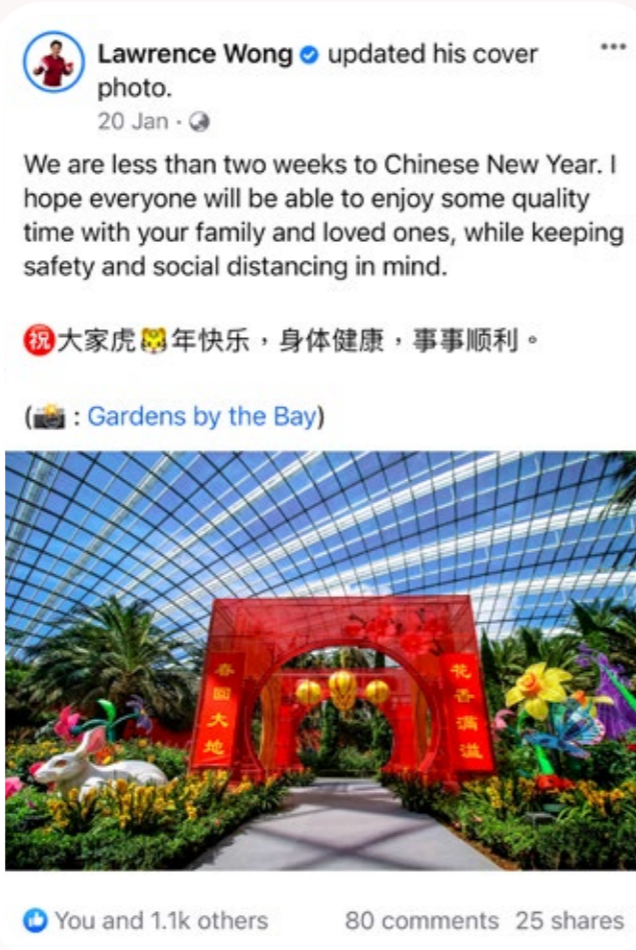 Lawrence Wong updated his cover
photo.
20 Jan ·
We are less than two weeks to Chinese New Year. I
hope everyone will be able to enjoy some quality
time with your family and loved ones, while keeping
safety and social distancing in mind.
㊗️大家虎🐯年快乐，身体健康，事事顺利。
(📸 : Gardens by the Bay)
春回大地
花香满溢
You and 1.1k others 80 comments 25 shares